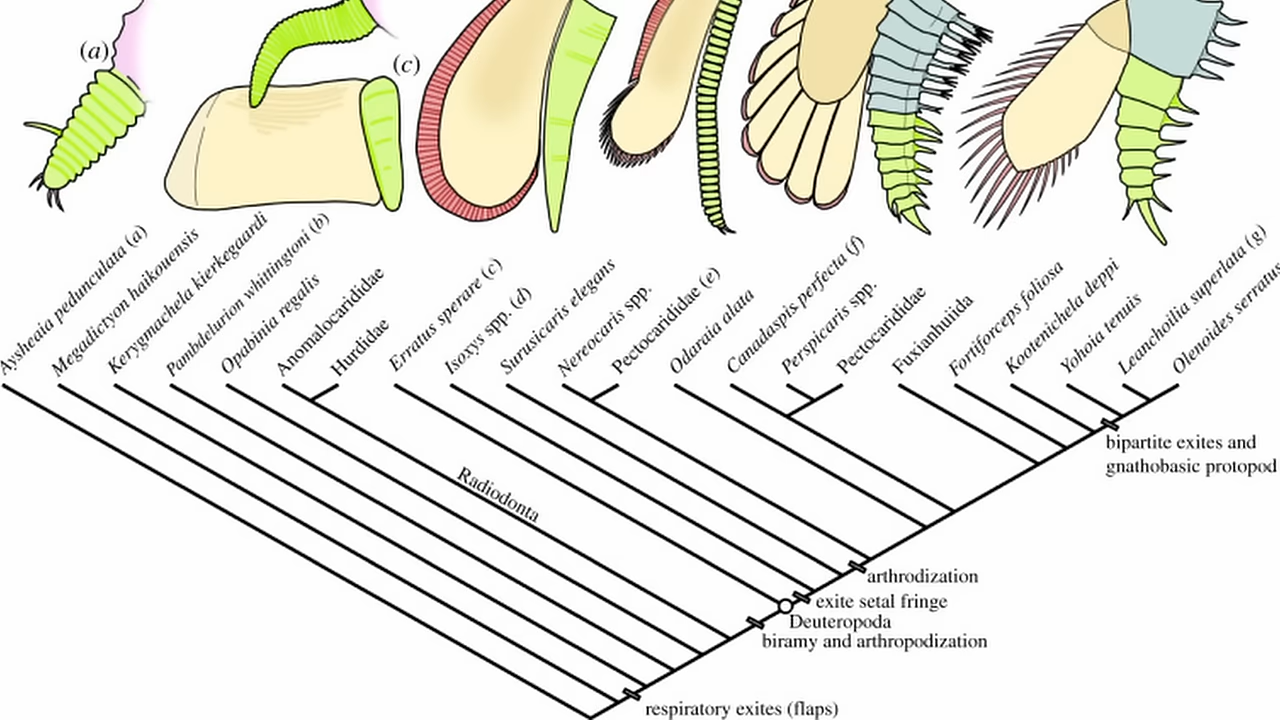 (a)
(c)
Aysheaia pedunculata (a)
Megadictyon haikouensis
Kerygmachela kierkegaardi
Pambdelurion whittingtoni (b)
Opabinia regalis
Anomalocarididae
Hurdidae
Erratus sperare (c)
Isoxys spp. (d)
Surusicaris elegans
Nereocaris spp.
Pectocarididae (e)
Odaraia alata
Canadaspis perfecta (f)
Perspicaris spp.
Pectocarididae
Fuxianhuiida
Fortiforceps foliosa
Kootenichela deppi
Yohoia tenuis
Leanchoilia superlata (g)
Olenoides serratus
bipartite exites and
gnathobasic protopod
Radiodonta
arthrodization
exite setal fringe
Deuteropoda
biramy and arthropodization
respiratory exites (flaps)